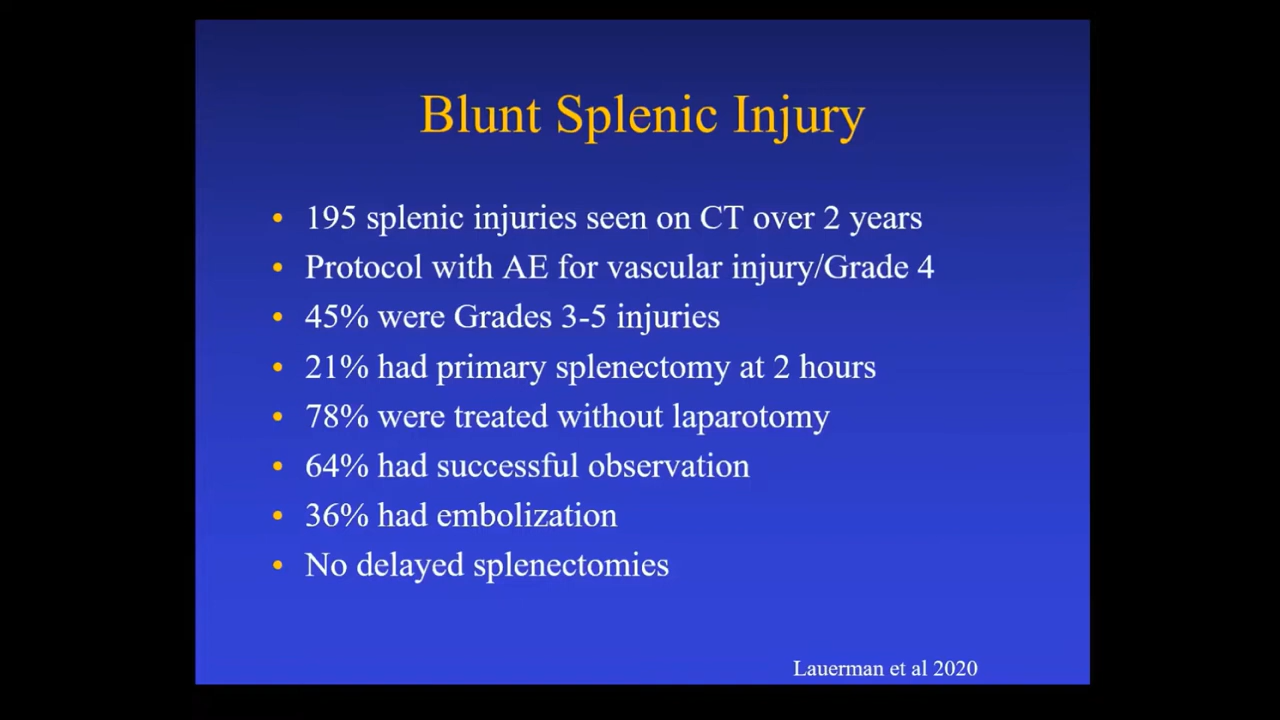 Blunt Splenic Injury
• 195 splenic injuries seen on CT over 2 years
• Protocol with AE for vascular injury/Grade 4
• 45% were Grades 3-5 injuries
• 21% had primary splenectomy at 2 hours
• 78% were treated without laparotomy
• 64% had successful observation
• 36% had embolization
• No delayed splenectomies
Lauerman et al 2020